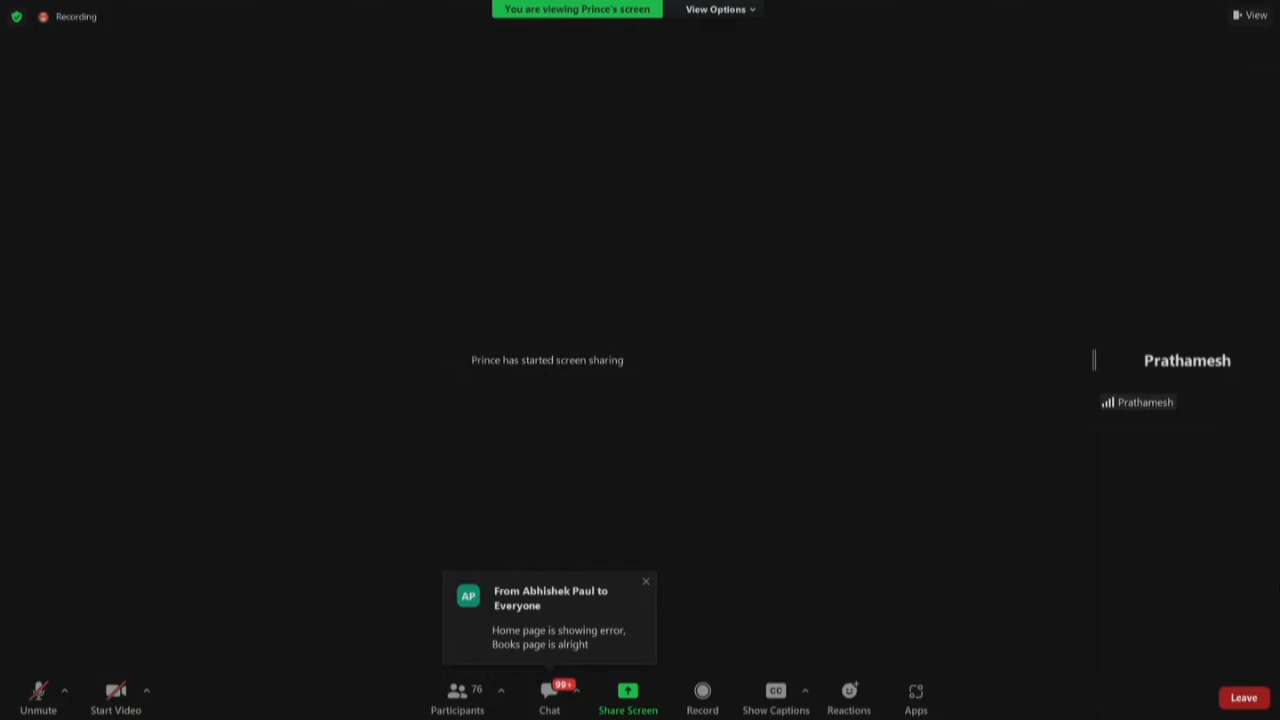 Recording
You are viewing Prince's screen
View Options
View
Prince has started screen sharing
Prathamesh
Prathamesh
AP
From Abhishek Paul to
Everyone
Home page is showing error,
Books page is alright
Unmute
Start Video
76
Participants
99+
Chat
Share Screen
Record
CC
Show Captions
Reactions
Apps
Leave